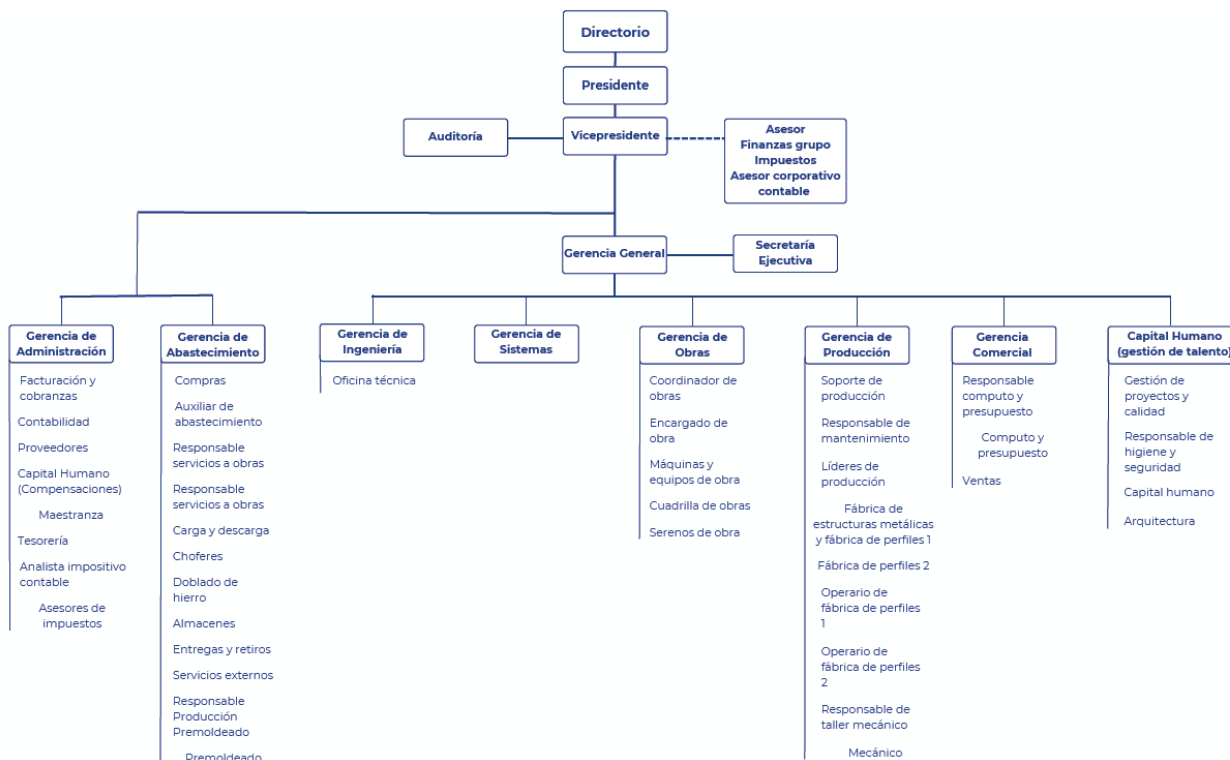 Directorio
Presidente
Auditoría
Vicepresidente
Asesor
Finanzas grupo
Impuestos
Asesor corporativo
contable
Gerencia General
Secretaría
Ejecutiva
Gerencia de
Administración
Facturación y
cobranzas
Contabilidad
Proveedores
Capital Humano
(Compensaciones)
Maestranza
Tesorería
Analista impositivo
contable
Asesores de
impuestos
Gerencia de
Abastecimiento
Compras
Auxiliar de
abastecimiento
Responsable
servicios a obras
Responsable
servicios a obras
Carga y descarga
Choferes
Doblado de
hierro
Almacenes
Entregas y retiros
Servicios externos
Responsable
Producción
Premoldeado
Premoldeado
Gerencia de
Ingeniería
Oficina técnica
Gerencia de
Sistemas
Gerencia de
Obras
Coordinador de
obras
Encargado de
obra
Máquinas y
equipos de obra
Cuadrilla de obras
Serenos de obra
Gerencia de
Producción
Soporte de
producción
Responsable de
mantenimiento
Líderes de
producción
Fábrica de
estructuras metálicas
y fábrica de perfiles 1
Fábrica de perfiles 2
Operario de
fábrica de perfiles
1
Operario de
fábrica de perfiles
2
Responsable de
taller mecánico
Mecánico
Gerencia
Comercial
Responsable
computo y
presupuesto
Computo y
presupuesto
Ventas
Capital Humano
(gestión de talento)
Gestión de
proyectos y
calidad
Responsable de
higiene y
seguridad
Capital humano
Arquitectura